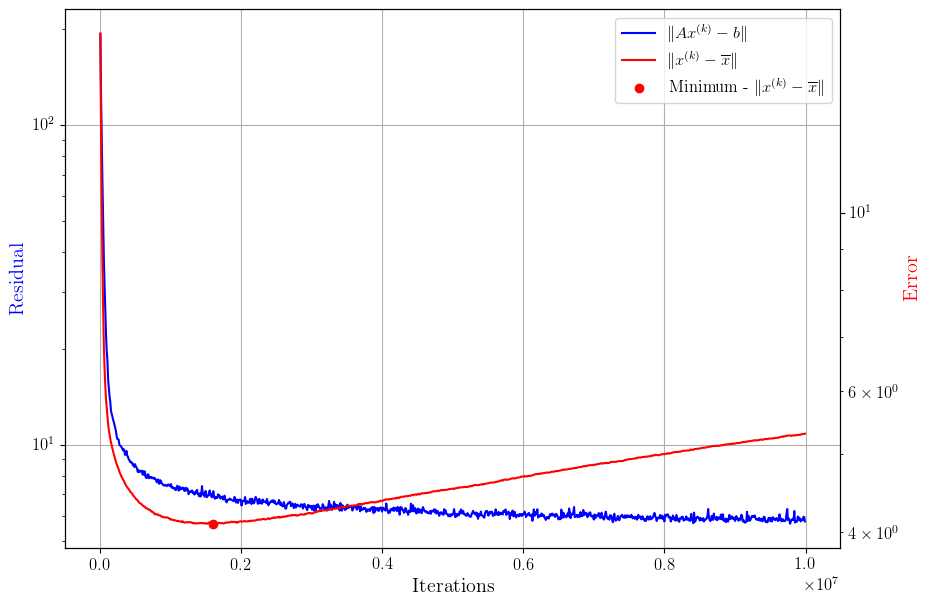 ‖Ax^(k) − b‖
‖x^(k) − x̅‖
Minimum - ‖x^(k) − x̅‖
10^2
10^1
Residual
10^1
6 × 10^0
4 × 10^0
Error
0.0 0.2 0.4 0.6 0.8 1.0
×10^7
Iterations